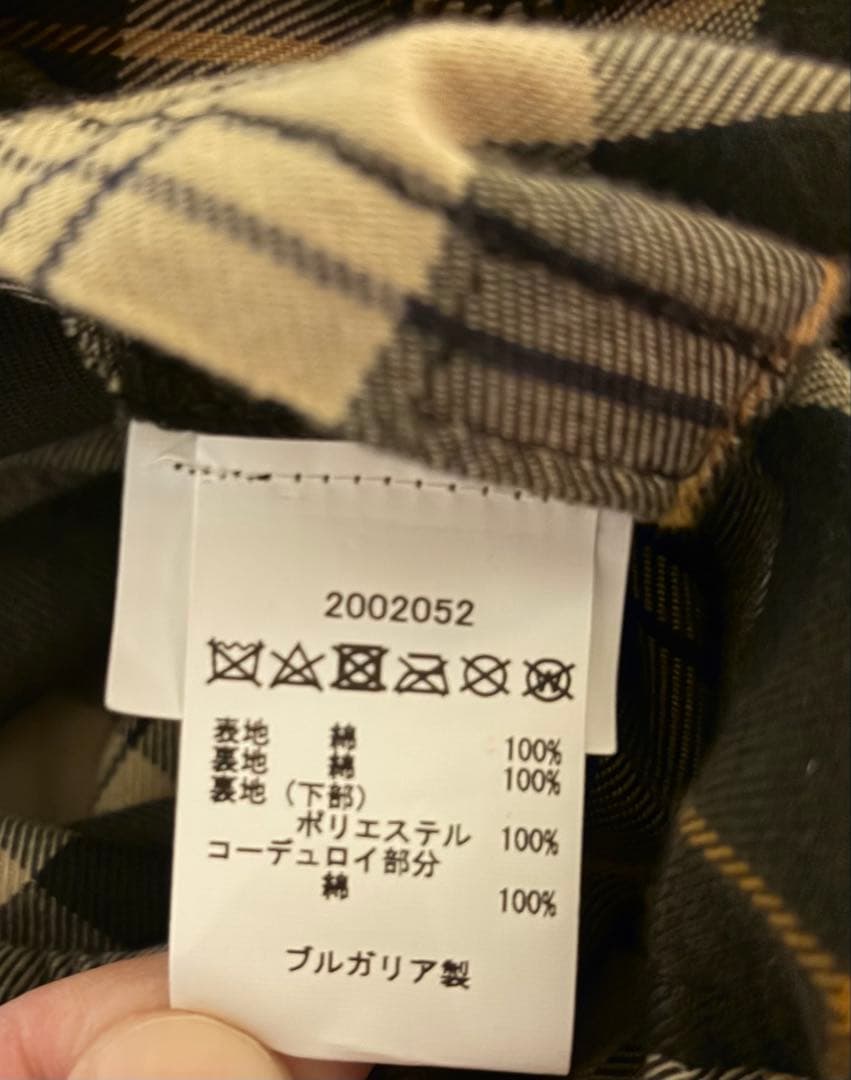 2002052
表地 綿 100%
裏地 綿 100%
裏地（下部）
ポリエステル 100%
コーデュロイ部分
綿 100%
ブルガリア製